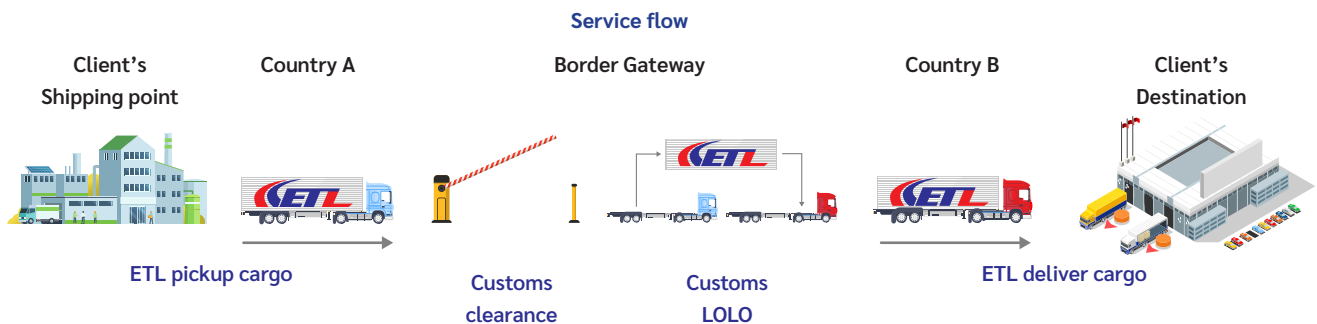 Service flow
Client's
Shipping point
Country A
Border Gateway
Country B
Client's
Destination
ETL
ETL
ETL
ETL pickup cargo
Customs
clearance
Customs
LOLO
ETL deliver cargo